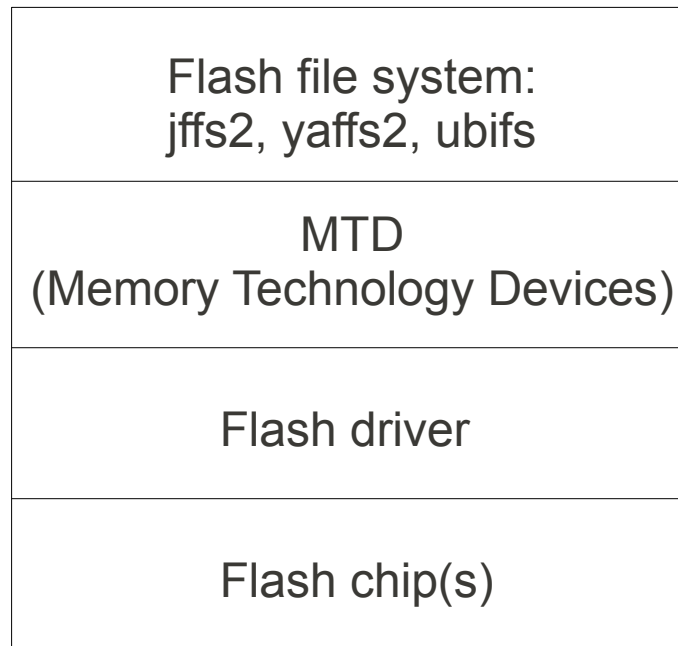 Flash file system:
jffs2, yaffs2, ubifs
MTD
(Memory Technology Devices)
Flash driver
Flash chip(s)